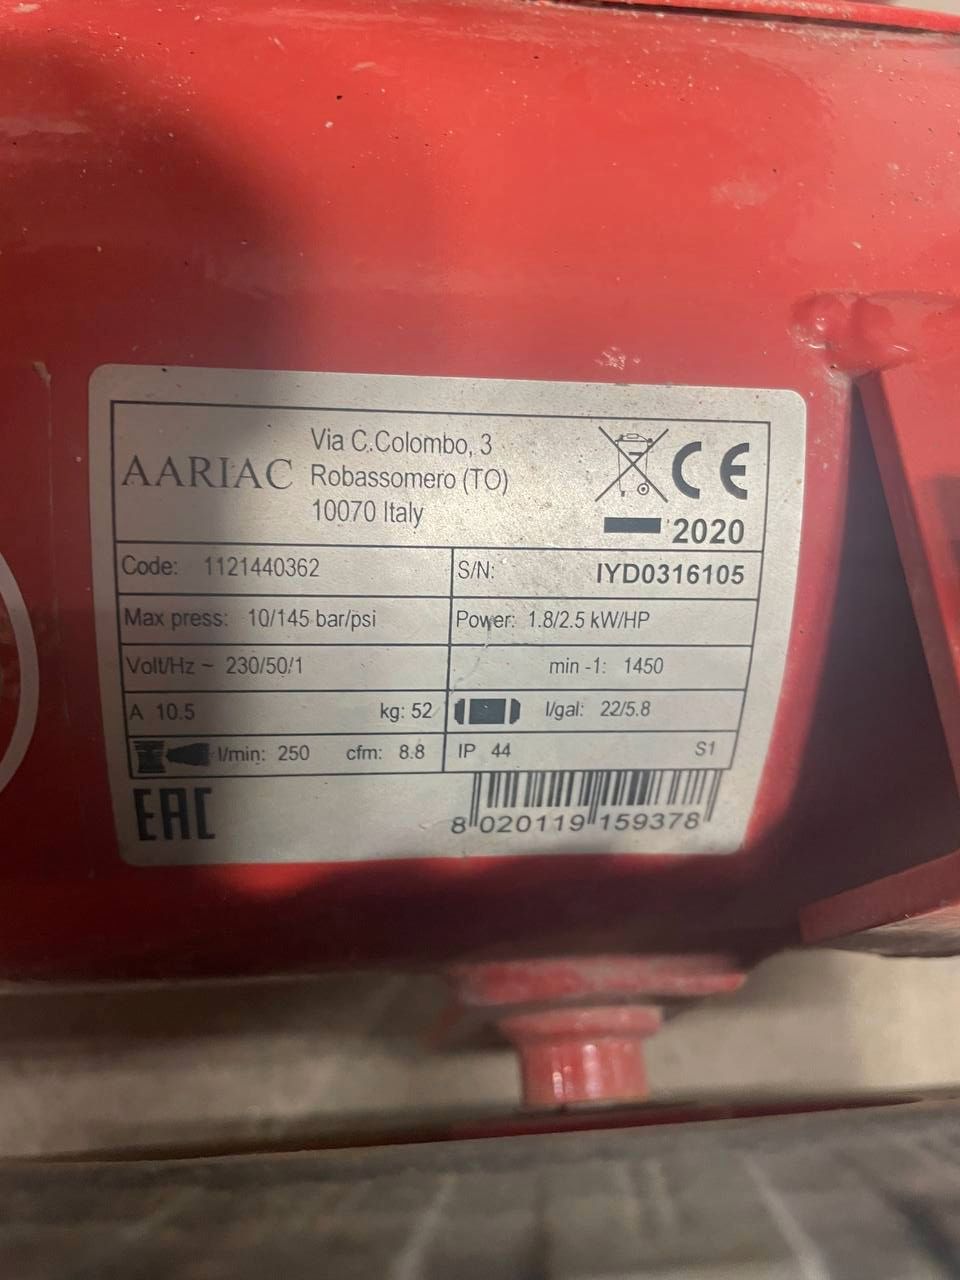 AARIAC
Via C.Colombo, 3
Robassomero (TO)
10070 Italy
CE
2020
Code: 1121440362
S/N: IYD0316105
Max press: 10/145 bar/psi
Power: 1.8/2.5 kW/HP
Volt/Hz ~ 230/50/1
min -1: 1450
A 10.5 kg: 52
l/gal: 22/5.8
l/min: 250 cfm: 8.8
IP 44 S1
EAC
8 020119 159378